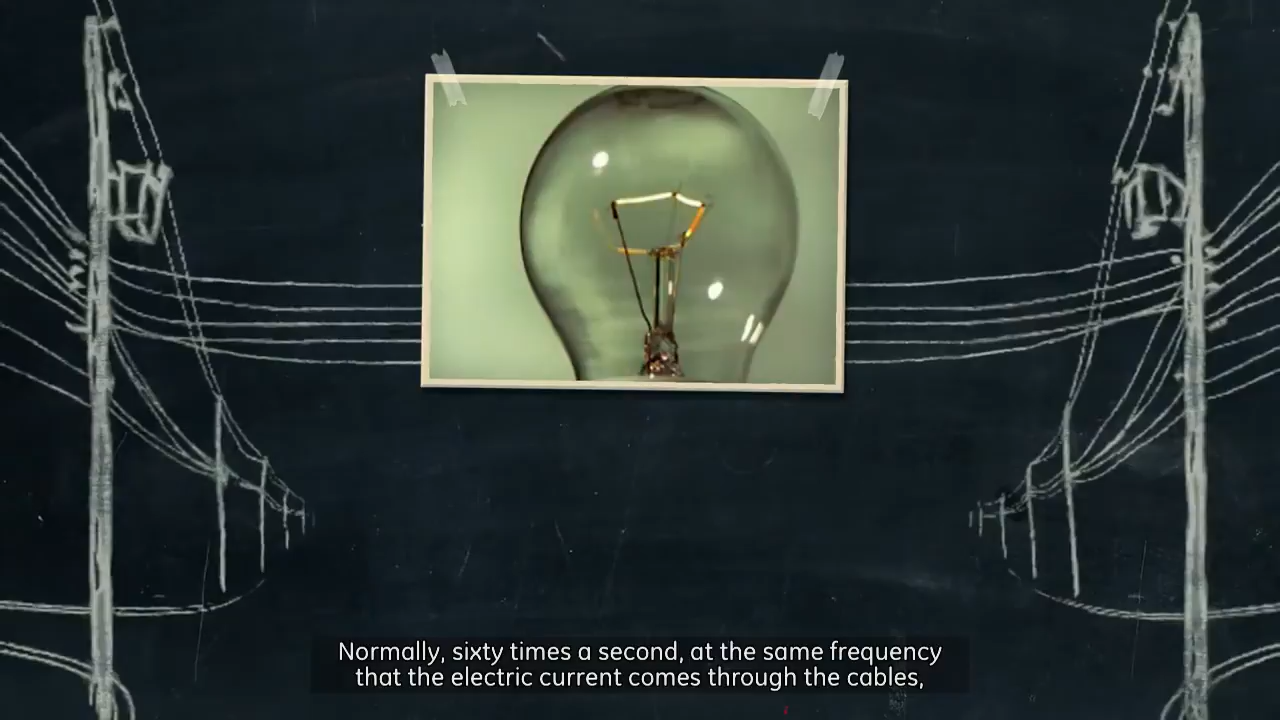 Normally, sixty times a second, at the same frequency
that the electric current comes through the cables,